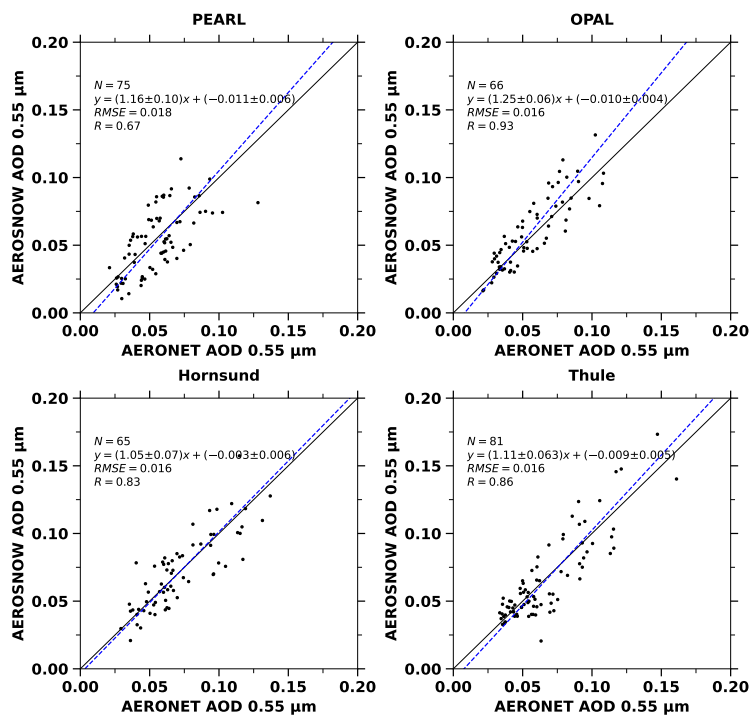 PEARL
0.20
0.15
0.10
0.05
0.00
AEROSNOW AOD 0.55 μm
N = 75
y = (1.16±0.10)x + (−0.011±0.006)
RMSE = 0.018
R = 0.67
0.00 0.05 0.10 0.15 0.20
AERONET AOD 0.55 μm
OPAL
0.20
0.15
0.10
0.05
0.00
AEROSNOW AOD 0.55 μm
N = 66
y = (1.25±0.06)x + (−0.010±0.004)
RMSE = 0.016
R = 0.93
0.00 0.05 0.10 0.15 0.20
AERONET AOD 0.55 μm
Hornsund
0.20
0.15
0.10
0.05
0.00
AEROSNOW AOD 0.55 μm
N = 65
y = (1.05±0.07)x + (−0.003±0.006)
RMSE = 0.016
R = 0.83
0.00 0.05 0.10 0.15 0.20
AERONET AOD 0.55 μm
Thule
0.20
0.15
0.10
0.05
0.00
AEROSNOW AOD 0.55 μm
N = 81
y = (1.11±0.063)x + (−0.009±0.005)
RMSE = 0.016
R = 0.86
0.00 0.05 0.10 0.15 0.20
AERONET AOD 0.55 μm